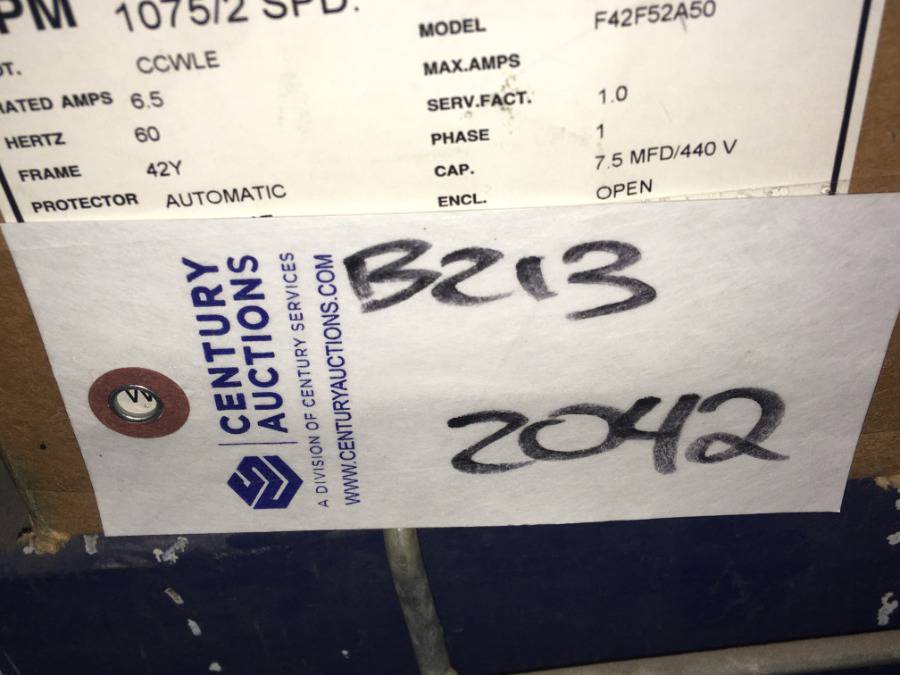 PM 1075/2 SPD.
MODEL F42F52A50
OT. CCWLE
MAX.AMPS
RATED AMPS 6.5
SERV.FACT. 1.0
HERTZ 60
PHASE 1
FRAME 42Y
CAP. 7.5 MFD/440 V
PROTECTOR AUTOMATIC
ENCL. OPEN
CENTURY
AUCTIONS
A DIVISION OF CENTURY SERVICES
WWW.CENTURYAUCTIONS.COM
B213
2042